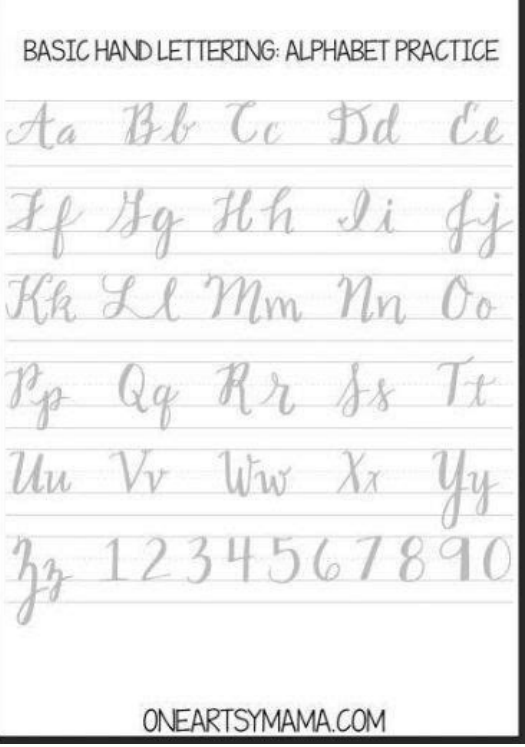 BASIC HAND LETTERING: ALPHABET PRACTICE
Aa Bb Cc Dd Ee
Ff Gg Hh Ii Jj
Kk Ll Mm Nn Oo
Pp Qq Rr Ss Tt
Uu Vv Ww Xx Yy
Zz 1234567890
ONEARTSYMAMA.COM